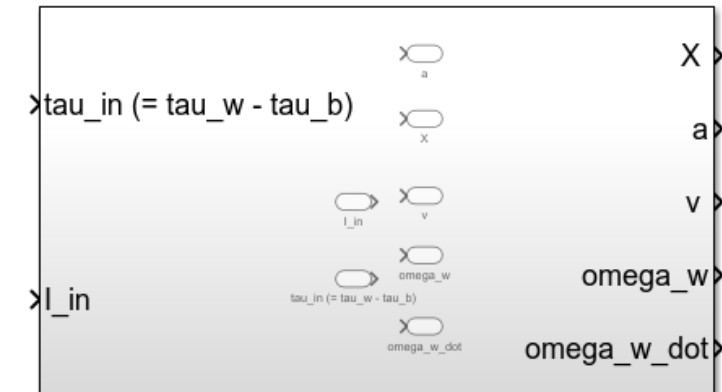 X
a
tau_in (= tau_w - tau_b)
a
X
v
I_in
v
omega_w
omega_w
tau_in (= tau_w - tau_b)
I_in
omega_w_dot
omega_w_dot